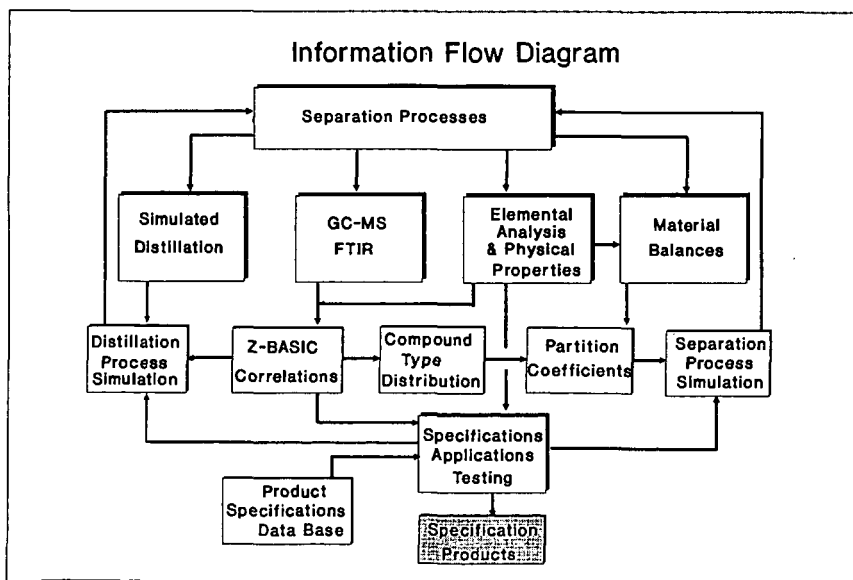 Information Flow Diagram
Separation Processes
Simulated
Distillation
GC-MS
FTIR
Elemental
Analysis
& Physical
Properties
Material
Balances
Distillation
Process
Simulation
Z-BASIC
Correlations
Compound
Type
Distribution
Partition
Coefficients
Separation
Process
Simulation
Specifications
Applications
Testing
Product
Specifications
Data Base
Specification
Products